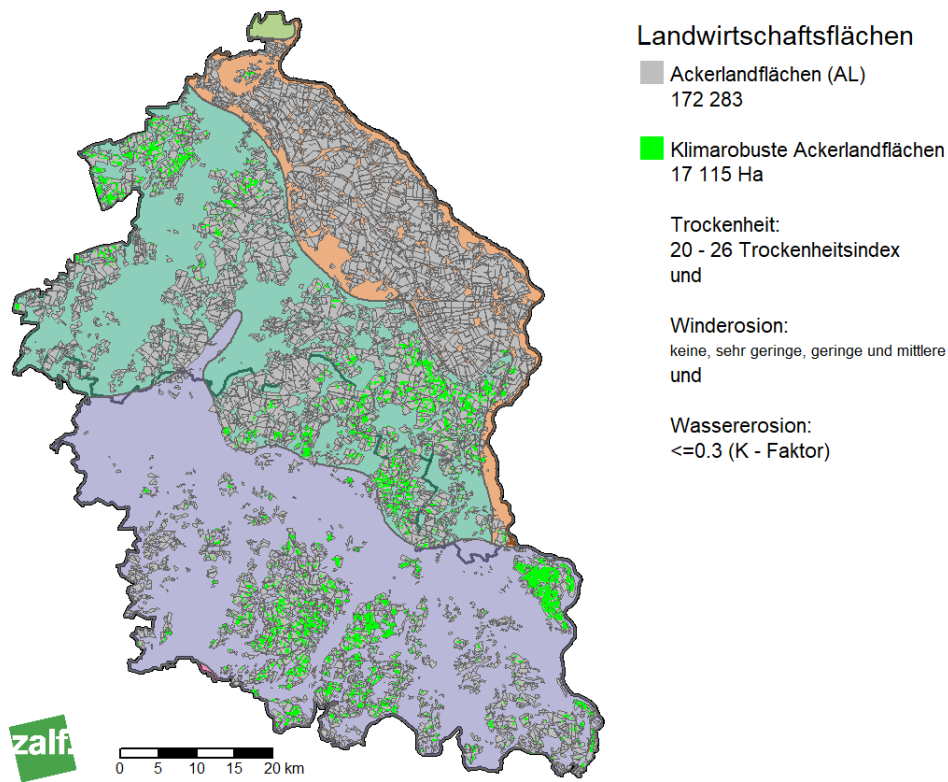 Landwirtschaftsflächen
Ackerlandflächen (AL)
172 283
Klimarobuste Ackerlandflächen
17 115 Ha
Trockenheit:
20 - 26 Trockenheitsindex
und
Winderosion:
keine, sehr geringe, geringe und mittlere
und
Wassererosion:
<=0.3 (K - Faktor)
zalf.
0 5 10 15 20 km